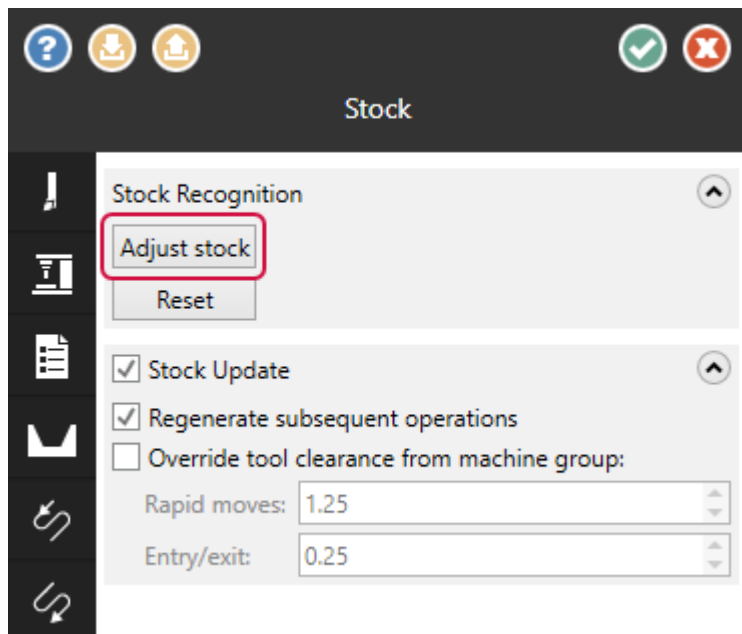 Stock
Stock Recognition
Adjust stock
Reset
Stock Update
Regenerate subsequent operations
Override tool clearance from machine group:
Rapid moves: 1.25
Entry/exit: 0.25